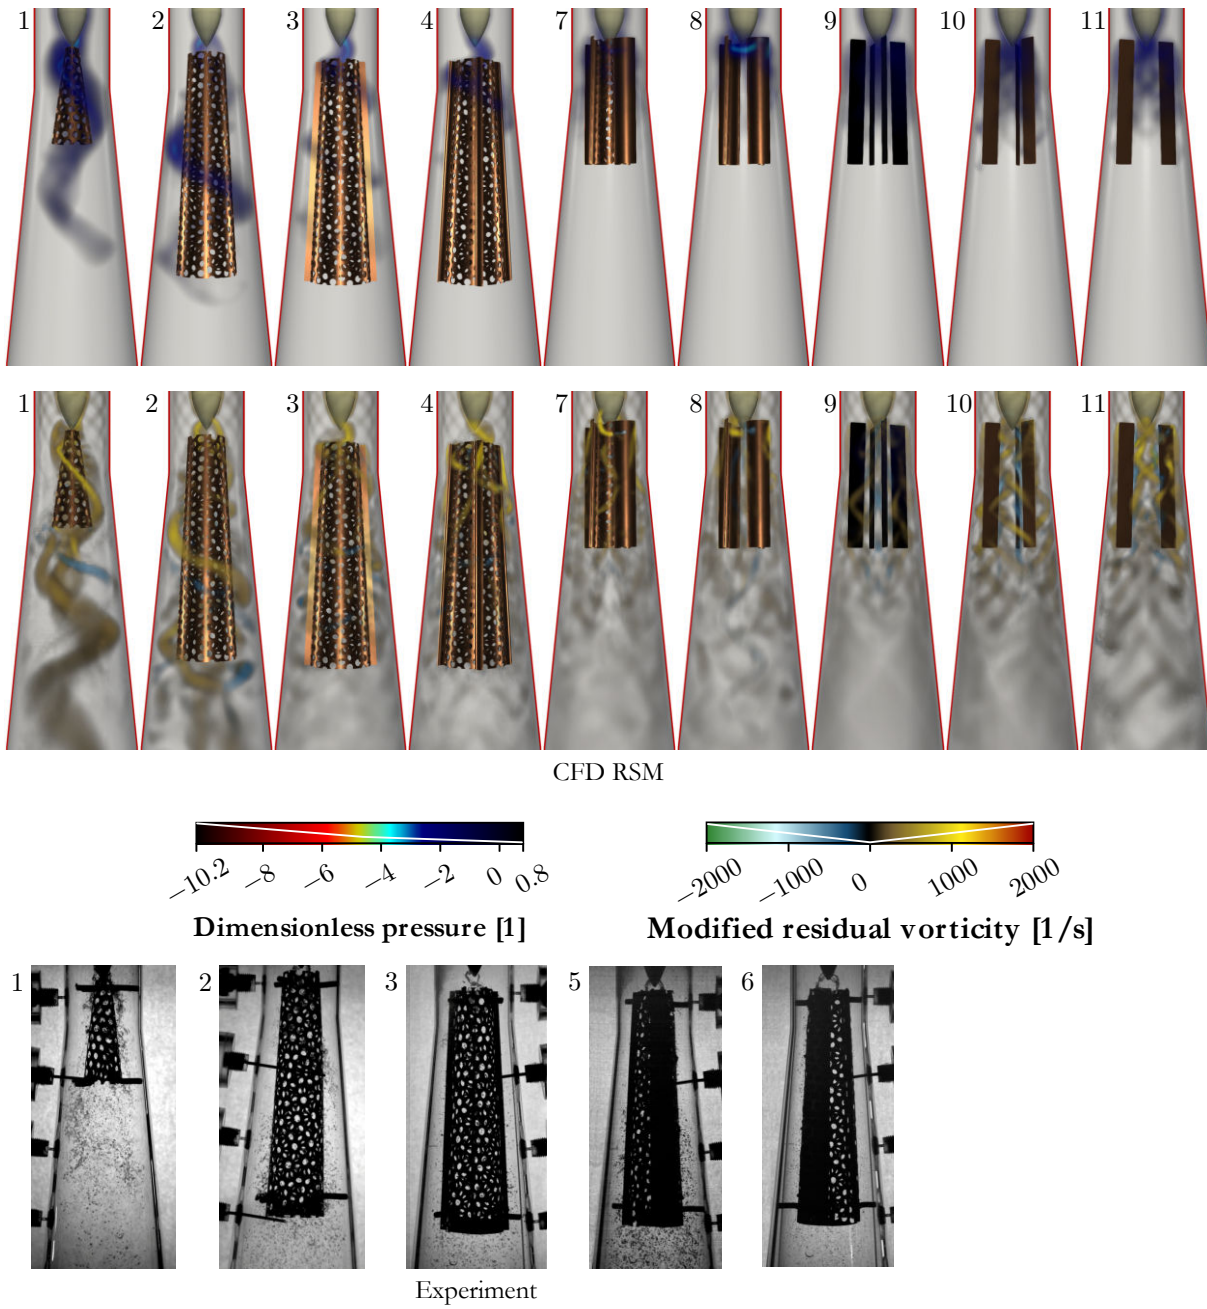 1 2 3 4 7 8 9 10 11
1 2 3 4 7 8 9 10 11
CFD RSM
−10.2 −8 −6 −4 −2 0 0.8
Dimensionless pressure [1]
−2000 −1000 0 1000 2000
Modified residual vorticity [1/s]
1 2 3 5 6
Experiment